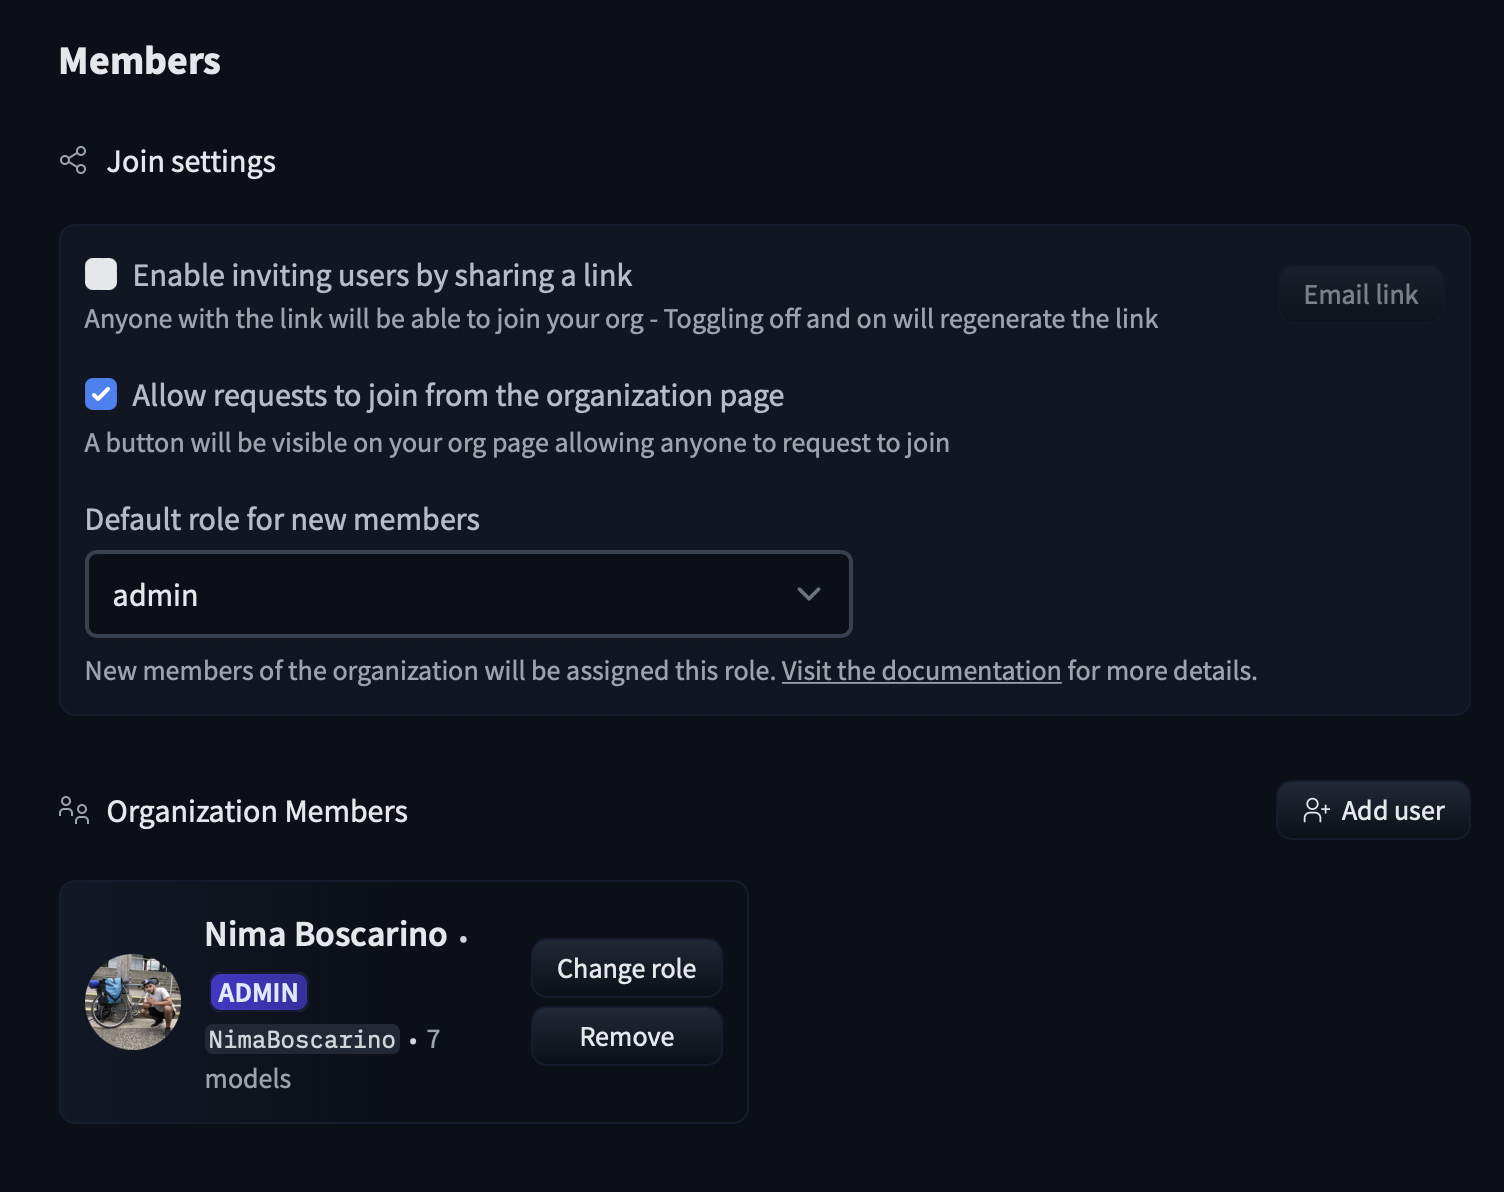 Members
Join settings
Enable inviting users by sharing a link
Email link
Anyone with the link will be able to join your org - Toggling off and on will regenerate the link
Allow requests to join from the organization page
A button will be visible on your org page allowing anyone to request to join
Default role for new members
admin
New members of the organization will be assigned this role. Visit the documentation for more details.
Organization Members
Add user
Nima Boscarino •
ADMIN
NimaBoscarino • 7
models
Change role
Remove